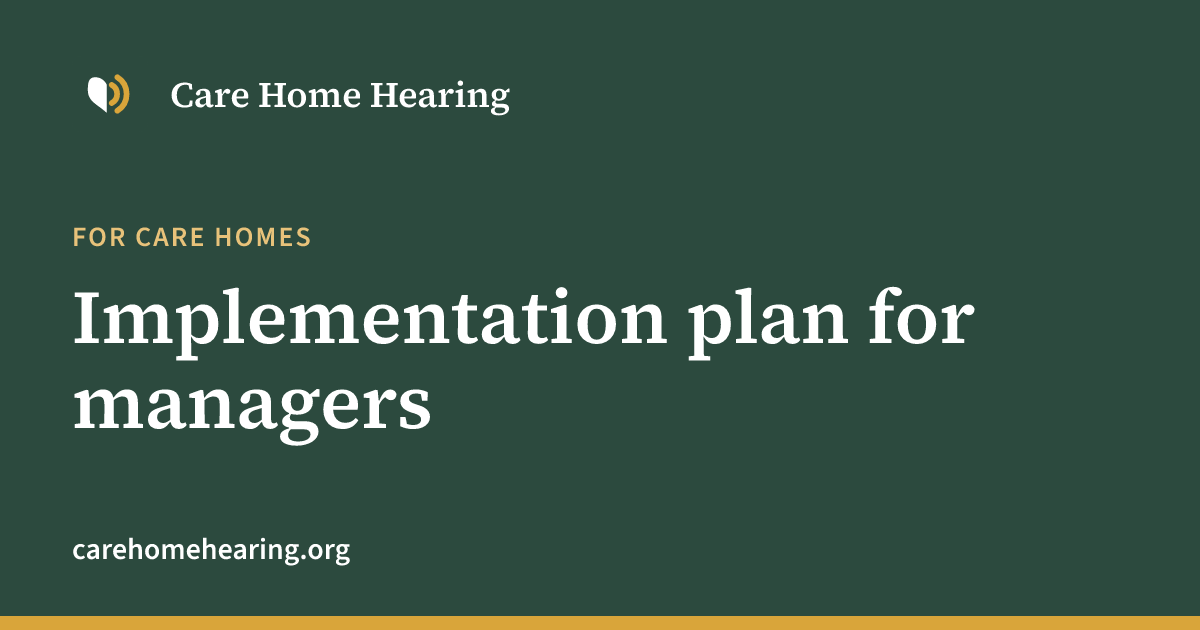 Care Home Hearing
FOR CARE HOMES
Implementation plan for
managers
carehomehearing.org